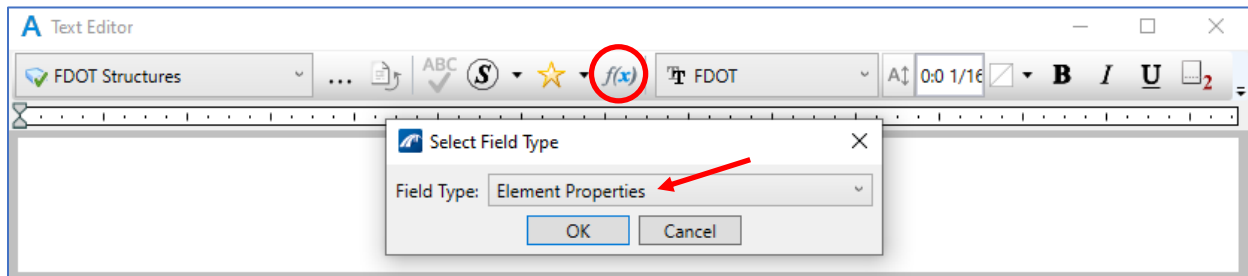 A Text Editor
FDOT Structures ... ABC S f(x) Tt FDOT A 0:0 1/16 B I U 2
Select Field Type
Field Type: Element Properties
OK Cancel